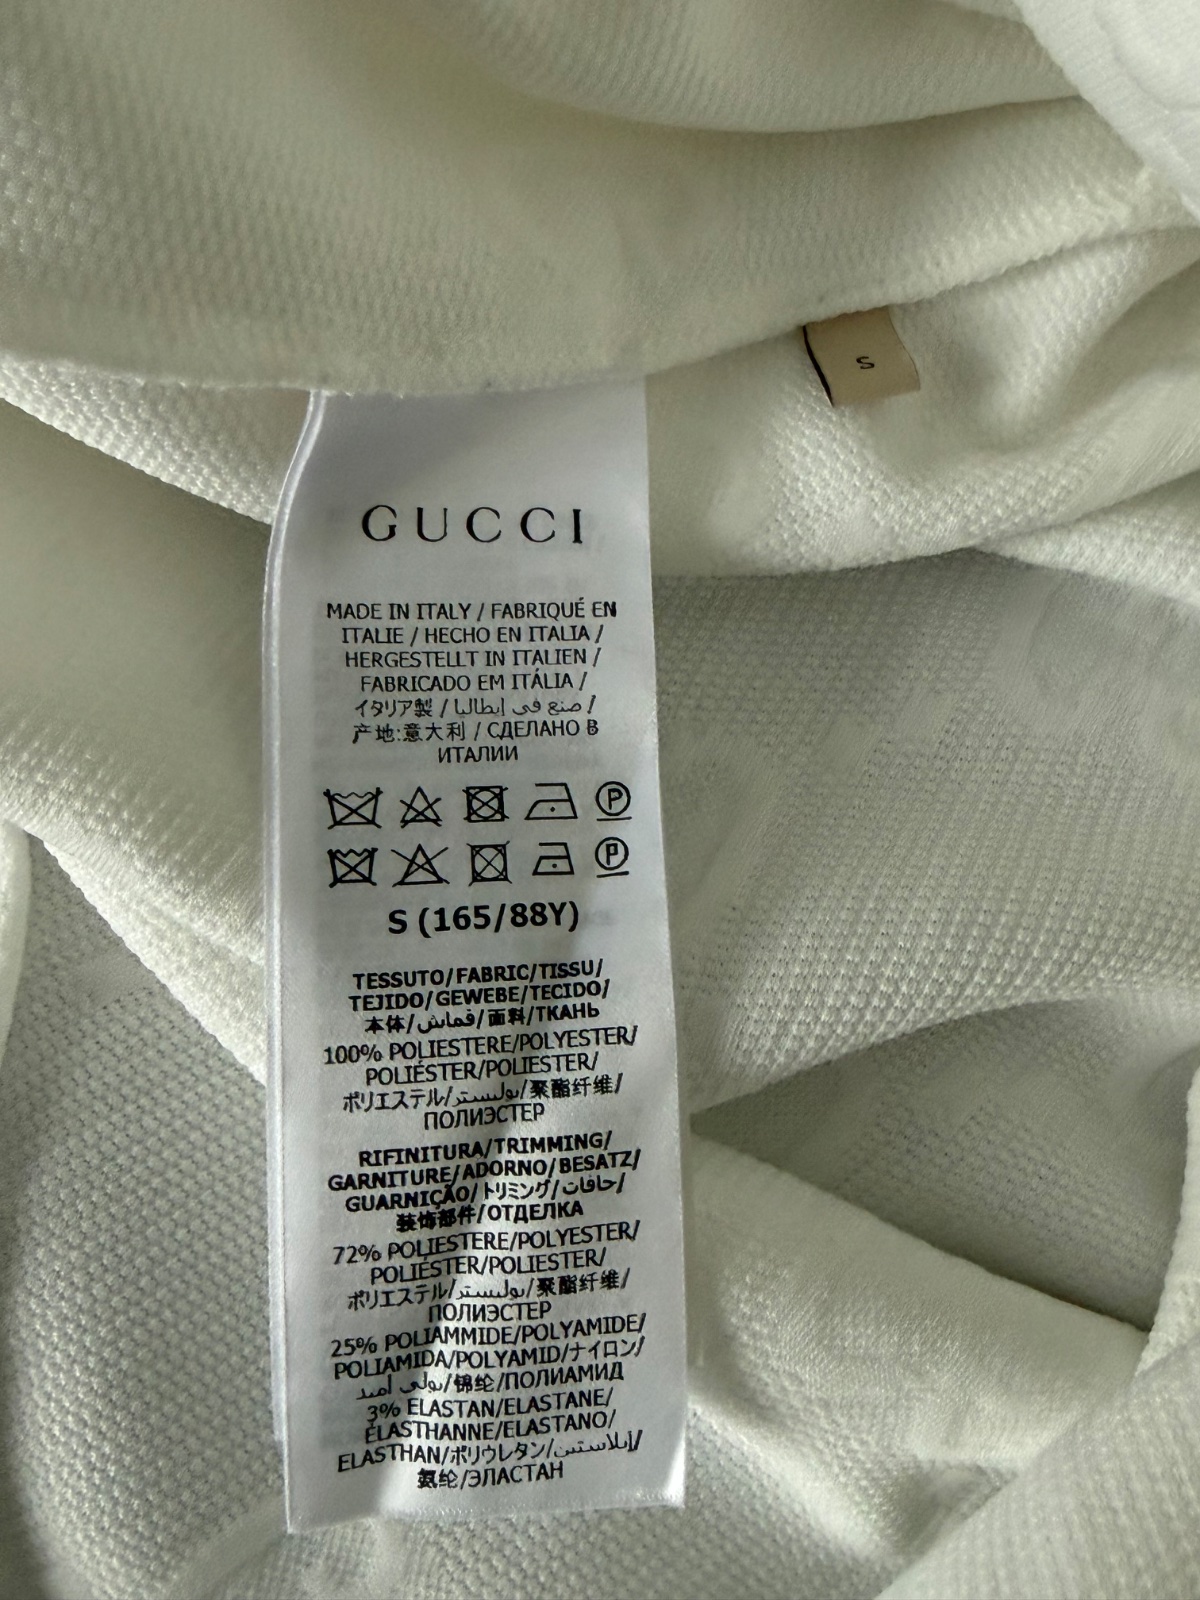 S
GUCCI
MADE IN ITALY / FABRIQUÉ EN
ITALIE / HECHO EN ITALIA /
HERGESTELLT IN ITALIEN /
FABRICADO EM ITÁLIA /
イタリア製 / صنع في إيطاليا /
产地:意大利 / СДЕЛАНО В
ИТАЛИИ
P
P
S (165/88Y)
TESSUTO/FABRIC/TISSU/
TEJIDO/GEWEBE/TECIDO/
本体/قماش/面料/ТКАНЬ
100% POLIESTERE/POLYESTER/
POLIÉSTER/POLIESTER/
ポリエステル/بوليستر/聚酯纤维/
ПОЛИЭСТЕР
RIFINITURA/TRIMMING/
GARNITURE/ADORNO/BESATZ/
GUARNIÇÃO/トリミング/حافات/
装饰部件/ОТДЕЛКА
72% POLIESTERE/POLYESTER/
POLIÉSTER/POLIESTER/
ポリエステル/بوليستر/聚酯纤维/
ПОЛИЭСТЕР
25% POLIAMMIDE/POLYAMIDE/
POLIAMIDA/POLYAMID/ナイロン/
بولي أميد/锦纶/ПОЛИАМИД
3% ELASTAN/ELASTANE/
ÉLASTHANNE/ELASTANO/
ELASTHAN/ポリウレタン/إيلاستين/
氨纶/ЭЛАСТАН